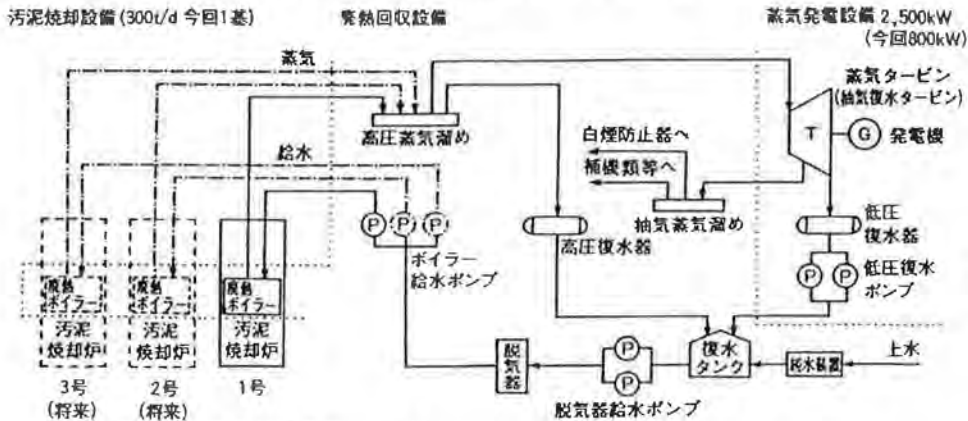 汚泥焼却設備(300t/d 今回1基)
廃熱回収設備
蒸気発電設備 2,500kW
(今回800kW)
蒸気
蒸気タービン
(抽気復水タービン)
高圧蒸気溜め
白煙防止器へ
T
G
発電機
給水
補機類等へ
P
P
P
抽気蒸気溜め
高圧復水器
低圧
復水器
ボイラー
給水ポンプ
P
P
低圧復水
ポンプ
廃熱
ボイラー
廃熱
ボイラー
廃熱
ボイラー
汚泥
焼却炉
汚泥
焼却炉
汚泥
焼却炉
脱気器
P
P
復水
タンク
上水
3号
(将来)
2号
(将来)
1号
脱気器給水ポンプ